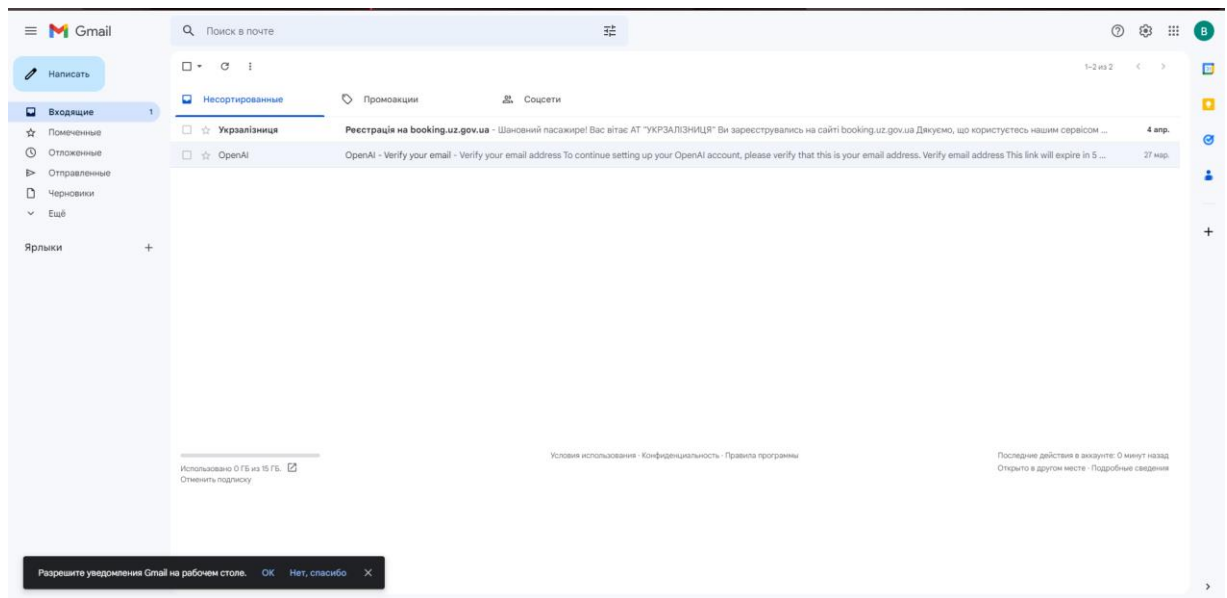 Gmail
Поиск в почте
B
Написать
1–2 из 2
Несортированные
Промоакции
Соцсети
Входящие 1
Помеченные
Отложенные
Отправленные
Черновики
Ещё
Ярлыки
Укрзалізниця Реєстрація на booking.uz.gov.ua - Шановний пасажире! Вас вітає АТ "УКРЗАЛІЗНИЦЯ" Ви зареєструвались на сайті booking.uz.gov.ua Дякуємо, що користуєтесь нашим сервісом ... 4 апр.
OpenAI OpenAI - Verify your email - Verify your email address To continue setting up your OpenAI account, please verify that this is your email address. Verify email address This link will expire in 5 ... 27 мар.
Использовано 0 ГБ из 15 ГБ.
Отменить подписку
Условия использования · Конфиденциальность · Правила программы
Последние действия в аккаунте: 0 минут назад
Открыто в другом месте · Подробные сведения
Разрешите уведомления Gmail на рабочем столе. ОК Нет, спасибо